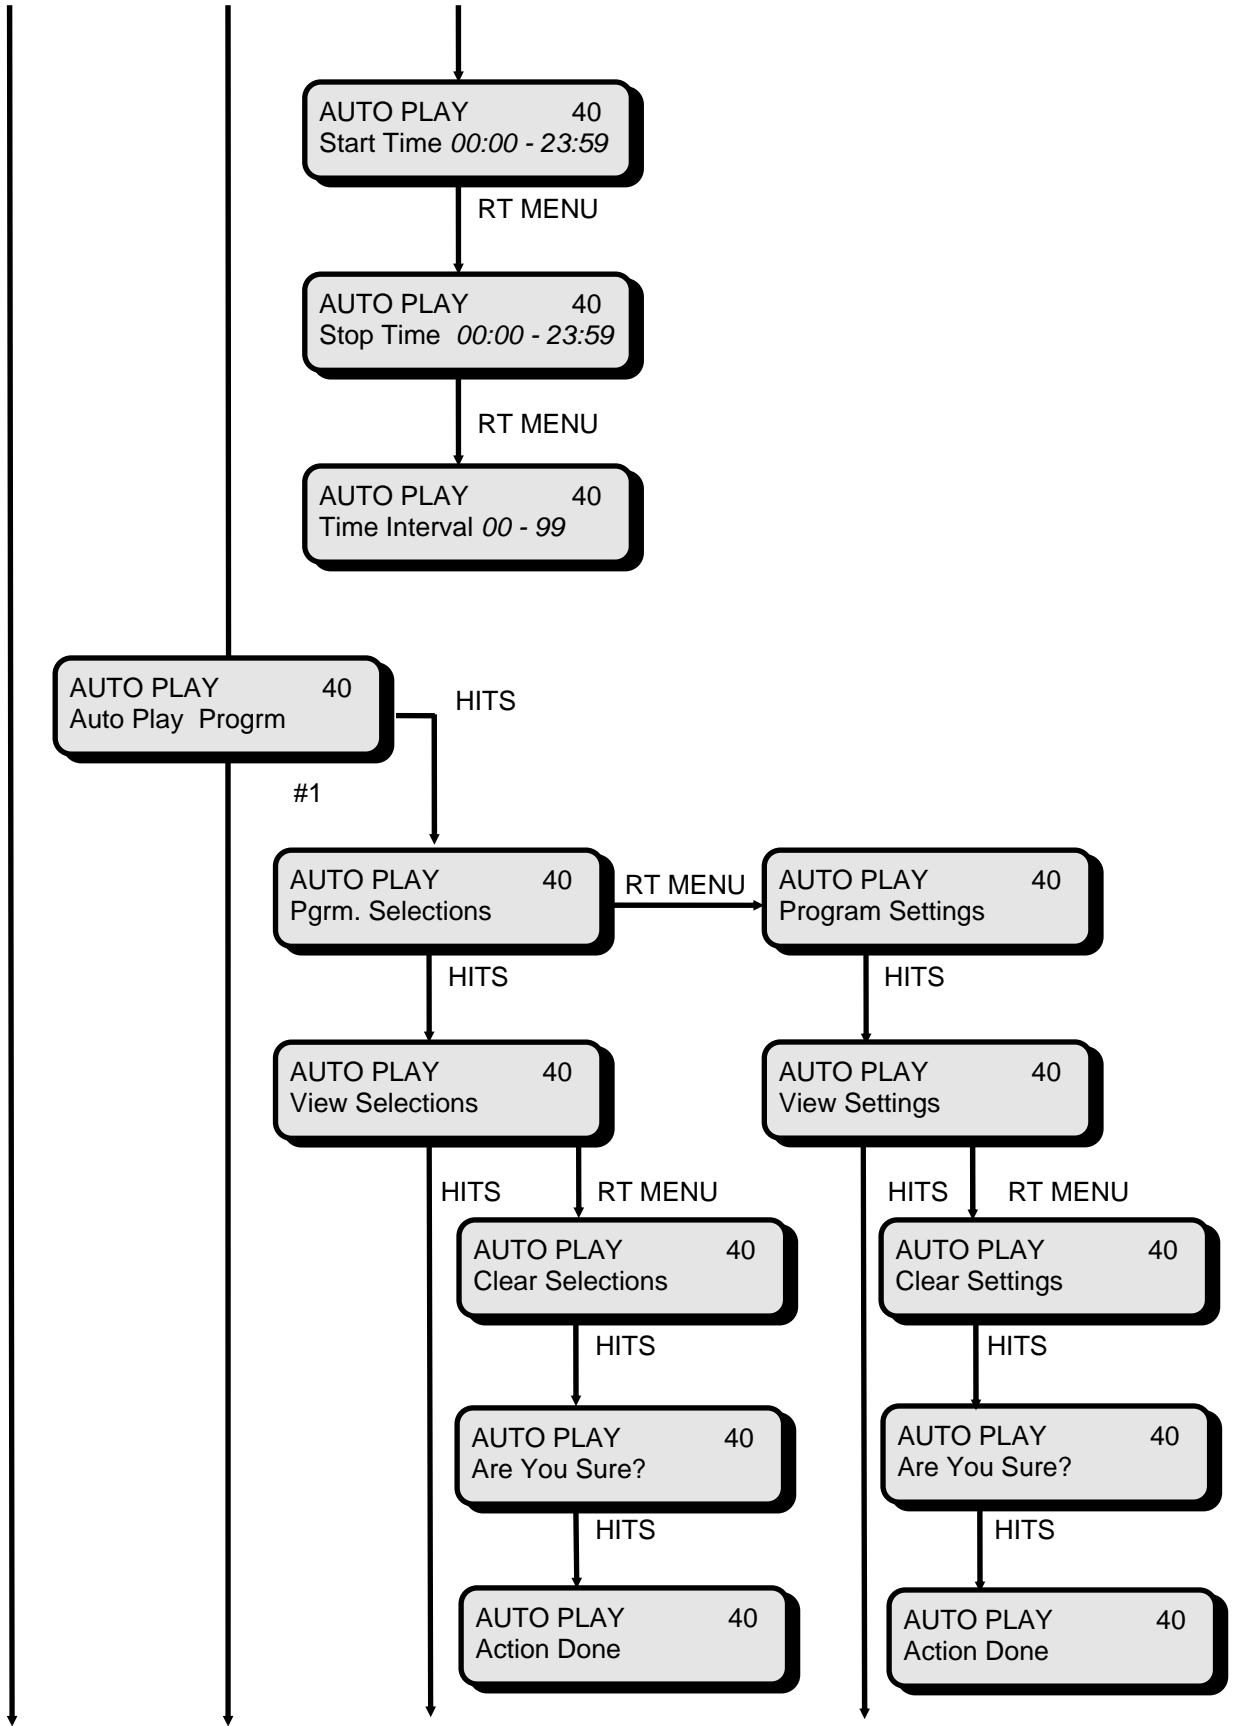 AUTO PLAY 40
Start Time 00:00 - 23:59
RT MENU
AUTO PLAY 40
Stop Time 00:00 - 23:59
RT MENU
AUTO PLAY 40
Time Interval 00 - 99
AUTO PLAY 40
Auto Play Progrm
HITS
#1
AUTO PLAY 40
Pgrm. Selections
RT MENU
AUTO PLAY 40
Program Settings
HITS
HITS
AUTO PLAY 40
View Selections
AUTO PLAY 40
View Settings
HITS
RT MENU
HITS
RT MENU
AUTO PLAY 40
Clear Selections
AUTO PLAY 40
Clear Settings
HITS
HITS
AUTO PLAY 40
Are You Sure?
AUTO PLAY 40
Are You Sure?
HITS
HITS
AUTO PLAY 40
Action Done
AUTO PLAY 40
Action Done